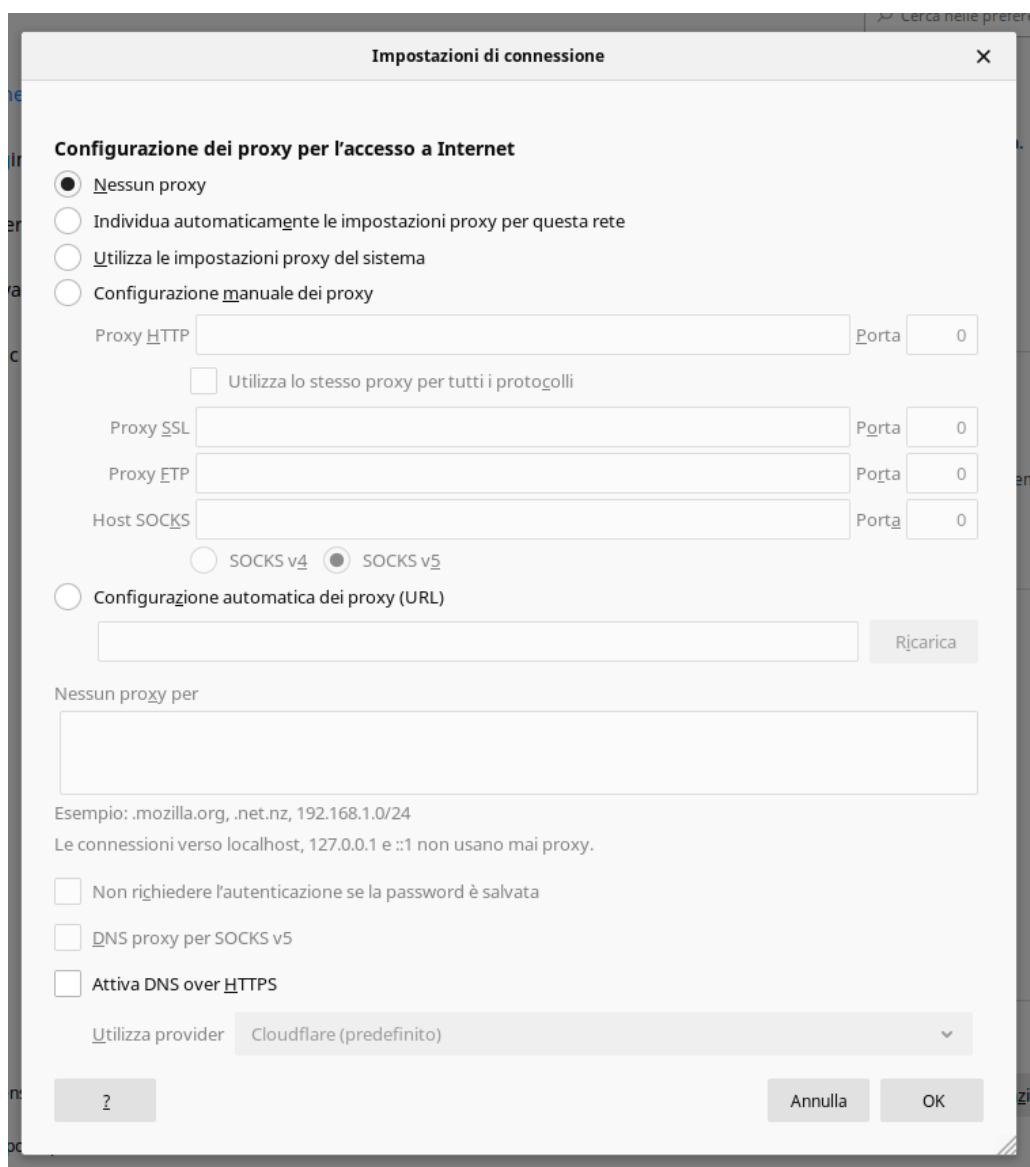 Cerca nelle prefer
Impostazioni di connessione
Configurazione dei proxy per l’accesso a Internet
Nessun proxy
Individua automaticamente le impostazioni proxy per questa rete
Utilizza le impostazioni proxy del sistema
Configurazione manuale dei proxy
Proxy HTTP Porta 0
Utilizza lo stesso proxy per tutti i protocolli
Proxy SSL Porta 0
Proxy FTP Porta 0
Host SOCKS Porta 0
SOCKS v4 SOCKS v5
Configurazione automatica dei proxy (URL)
Ricarica
Nessun proxy per
Esempio: .mozilla.org, .net.nz, 192.168.1.0/24
Le connessioni verso localhost, 127.0.0.1 e ::1 non usano mai proxy.
Non richiedere l’autenticazione se la password è salvata
DNS proxy per SOCKS v5
Attiva DNS over HTTPS
Utilizza provider Cloudflare (predefinito)
? Annulla OK